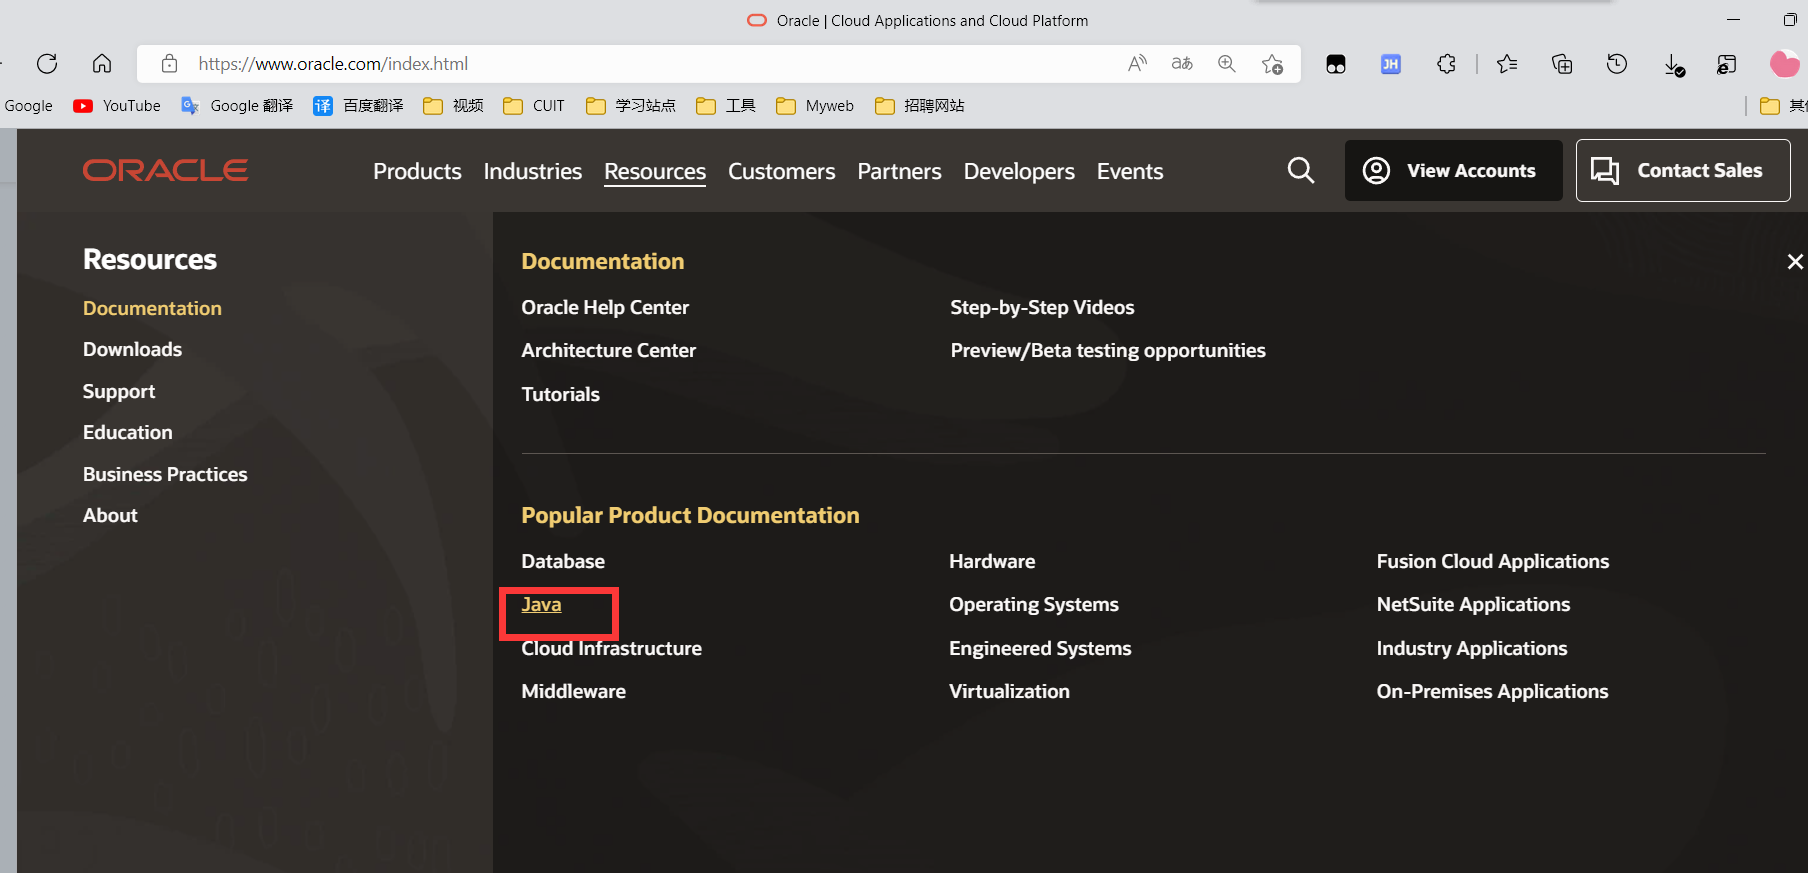 Oracle | Cloud Applications and Cloud Platform
https://www.oracle.com/index.html
Google YouTube Google 翻译 译 百度翻译 视频 CUIT 学习站点 工具 Myweb 招聘网站
ORACLE Products Industries Resources Customers Partners Developers Events View Accounts Contact Sales
Resources
Documentation
Downloads
Support
Education
Business Practices
About
Documentation
Oracle Help Center Step-by-Step Videos
Architecture Center Preview/Beta testing opportunities
Tutorials
Popular Product Documentation
Database Hardware Fusion Cloud Applications
Java Operating Systems NetSuite Applications
Cloud Infrastructure Engineered Systems Industry Applications
Middleware Virtualization On-Premises Applications